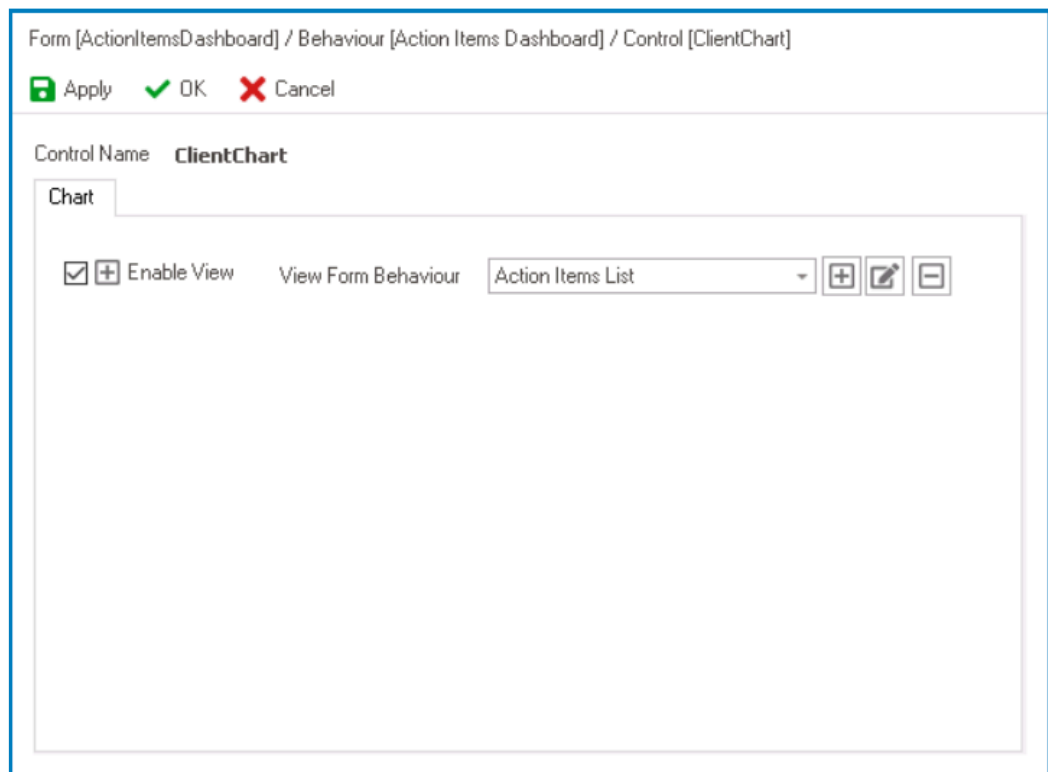 Form [ActionItemsDashboard] / Behaviour [Action Items Dashboard] / Control [ClientChart]
Apply OK Cancel
Control Name ClientChart
Chart
Enable View View Form Behaviour Action Items List